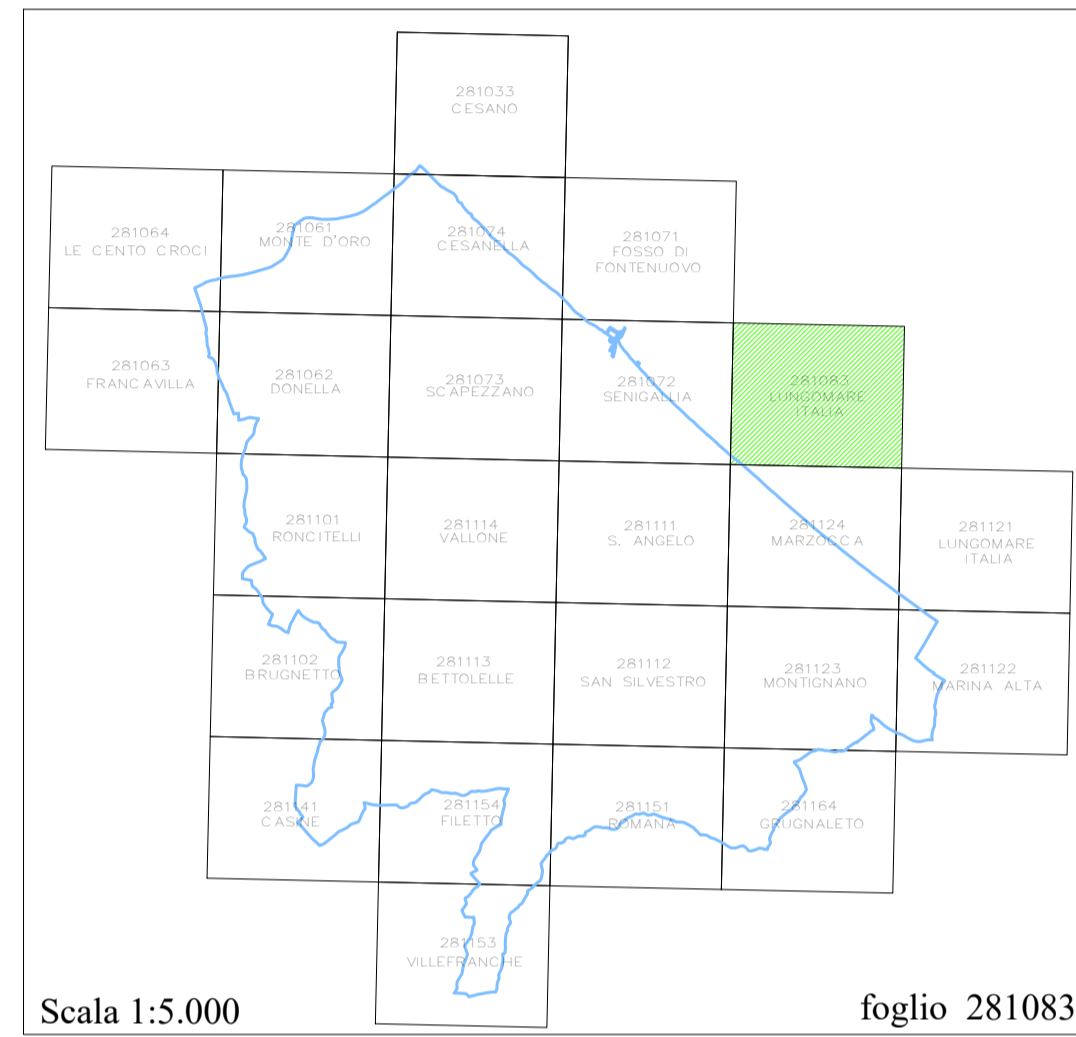 281033
CESANO
281064
LE CENTO CROCI
281061
MONTE D'ORO
281074
CESANELLA
281071
FOSSO DI
FONTENUOVO
281063
FRANCAVILLA
281062
DONELLA
281073
SCAPEZZANO
281072
SENIGALLIA
281083
LUNGOMARE
ITALIA
281101
RONCITELLI
281114
VALLONE
281111
S. ANGELO
281124
MARZOCCA
281121
LUNGOMARE
ITALIA
281102
BRUGNETTO
281113
BETTOLELLE
281112
SAN SILVESTRO
281123
MONTIGNANO
281122
MARINA ALTA
281141
CASINE
281154
FILETTO
281151
ROMANA
281164
GRUGNALETO
281153
VILLEFRANCHE
Scala 1:5.000
foglio 281083